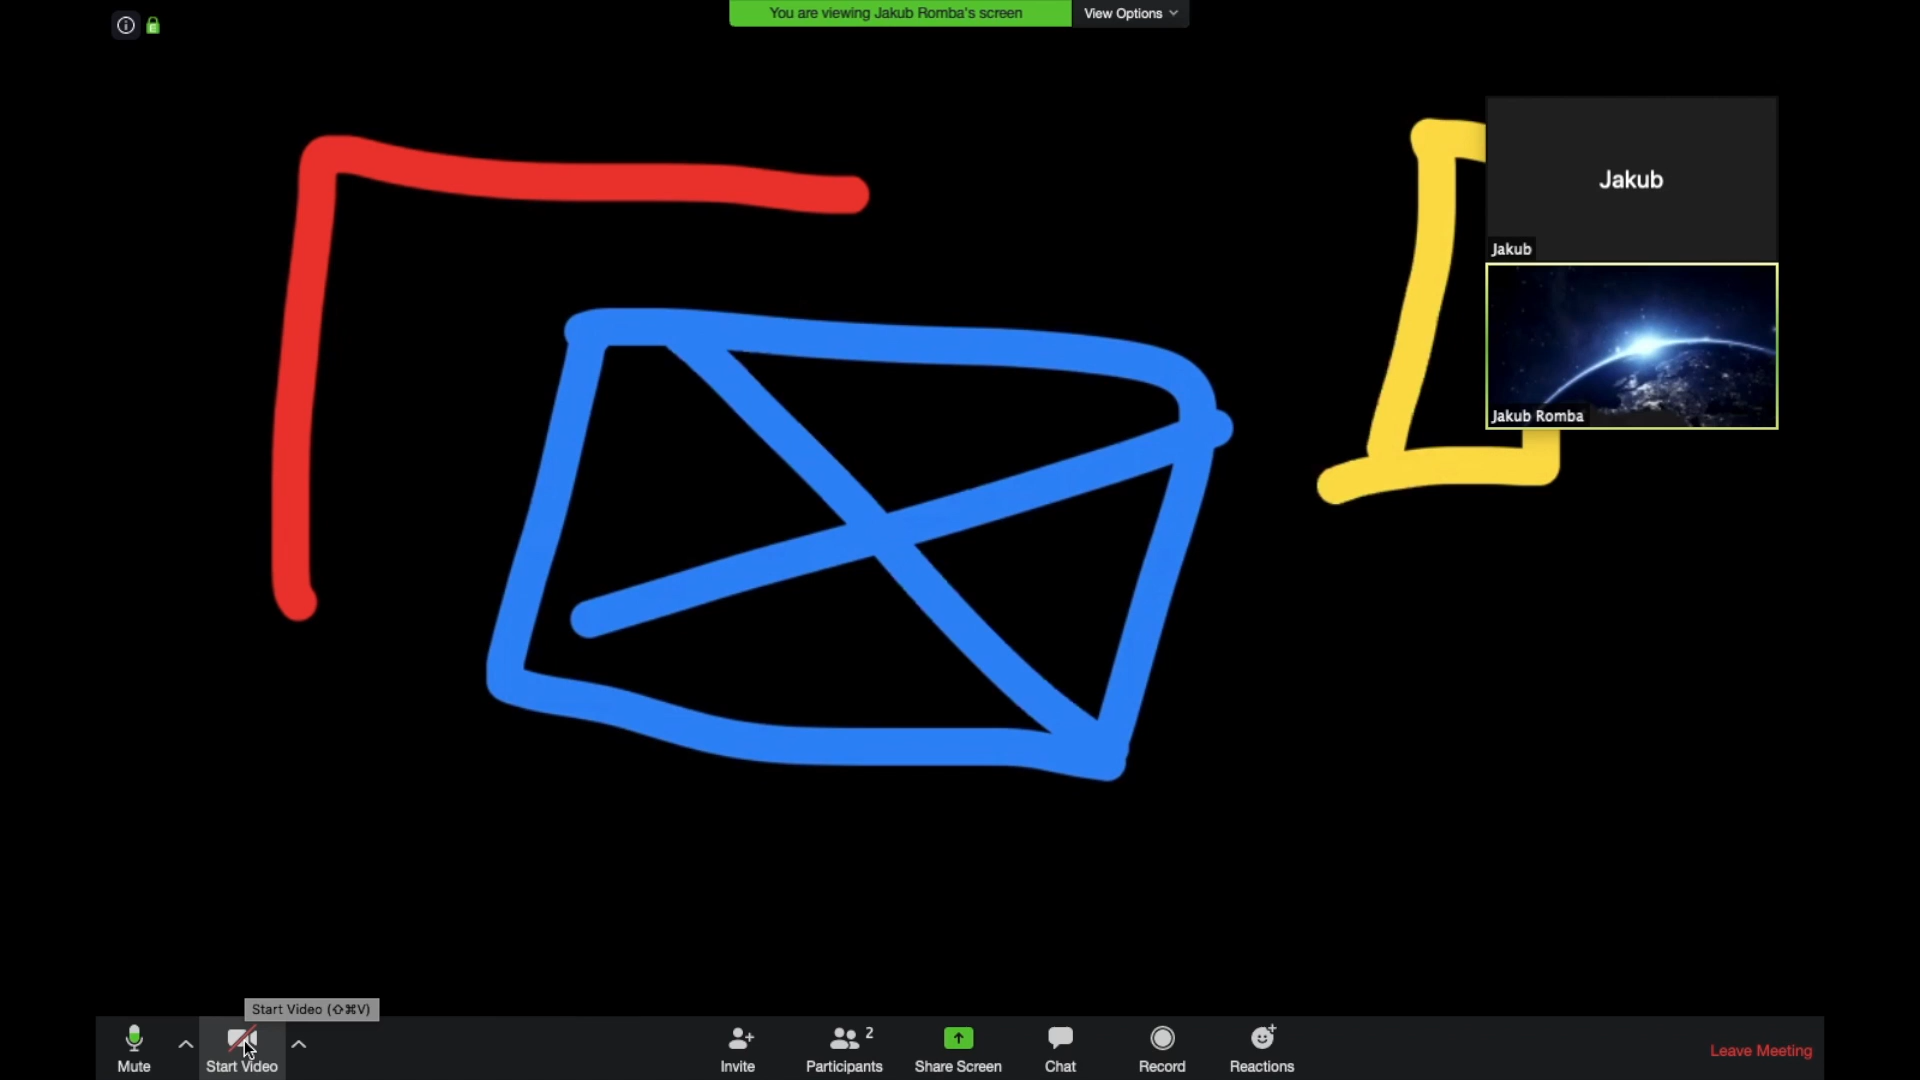 You are viewing Jakub Romba's screen
View Options
Jakub
Jakub
Jakub Romba
Start Video (⇧⌘V)
Mute
Start Video
Invite
Participants 2
Share Screen
Chat
Record
Reactions
Leave Meeting